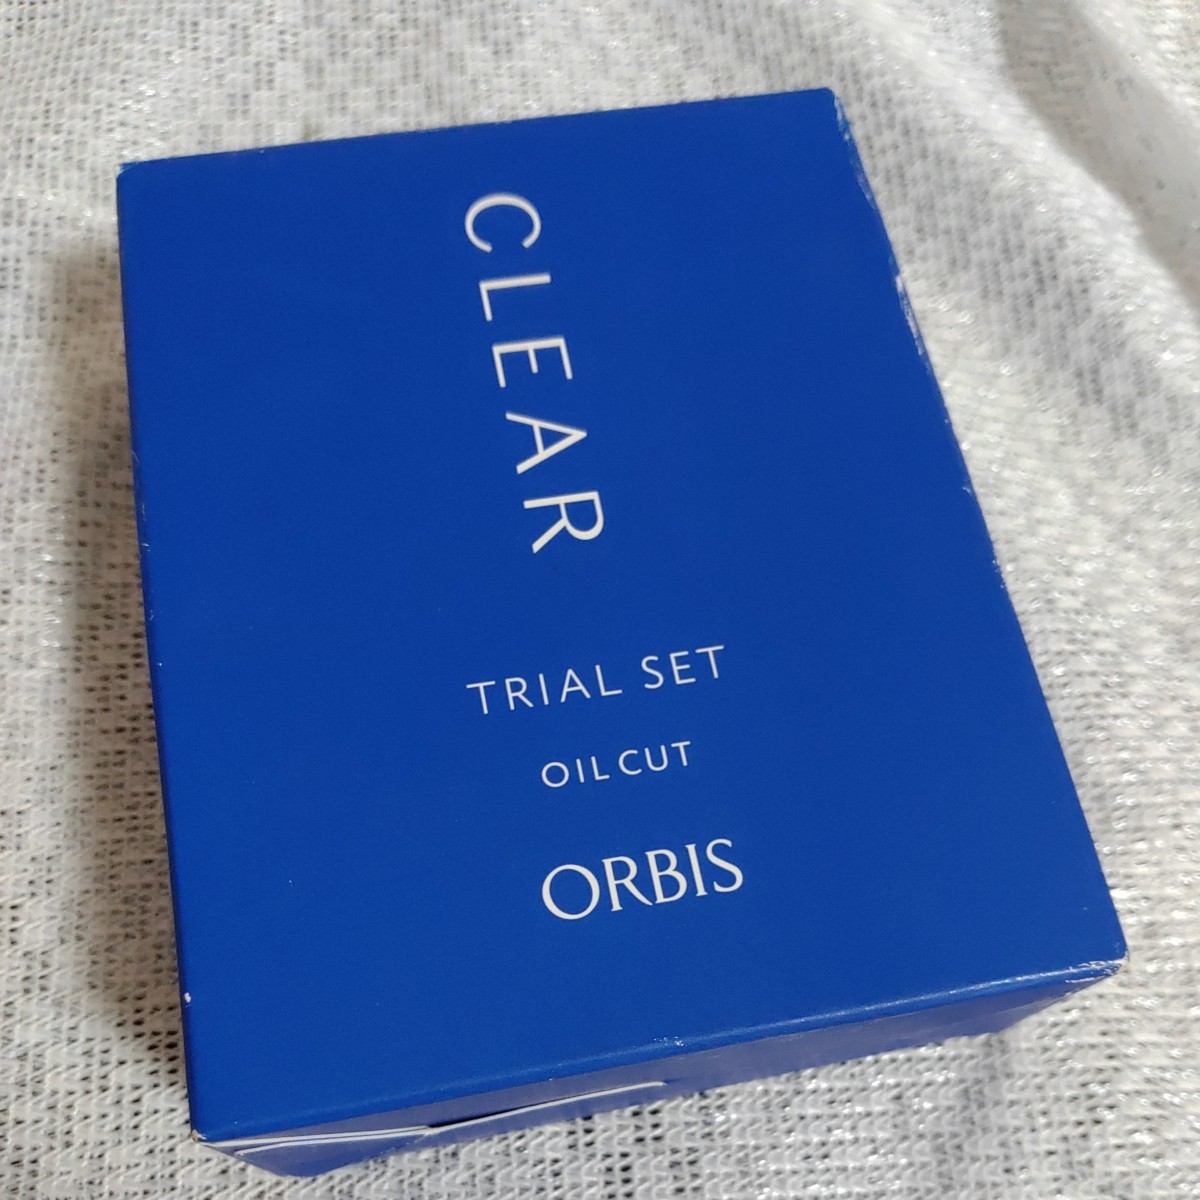 CLEAR
TRIAL SET
OIL CUT
ORBIS